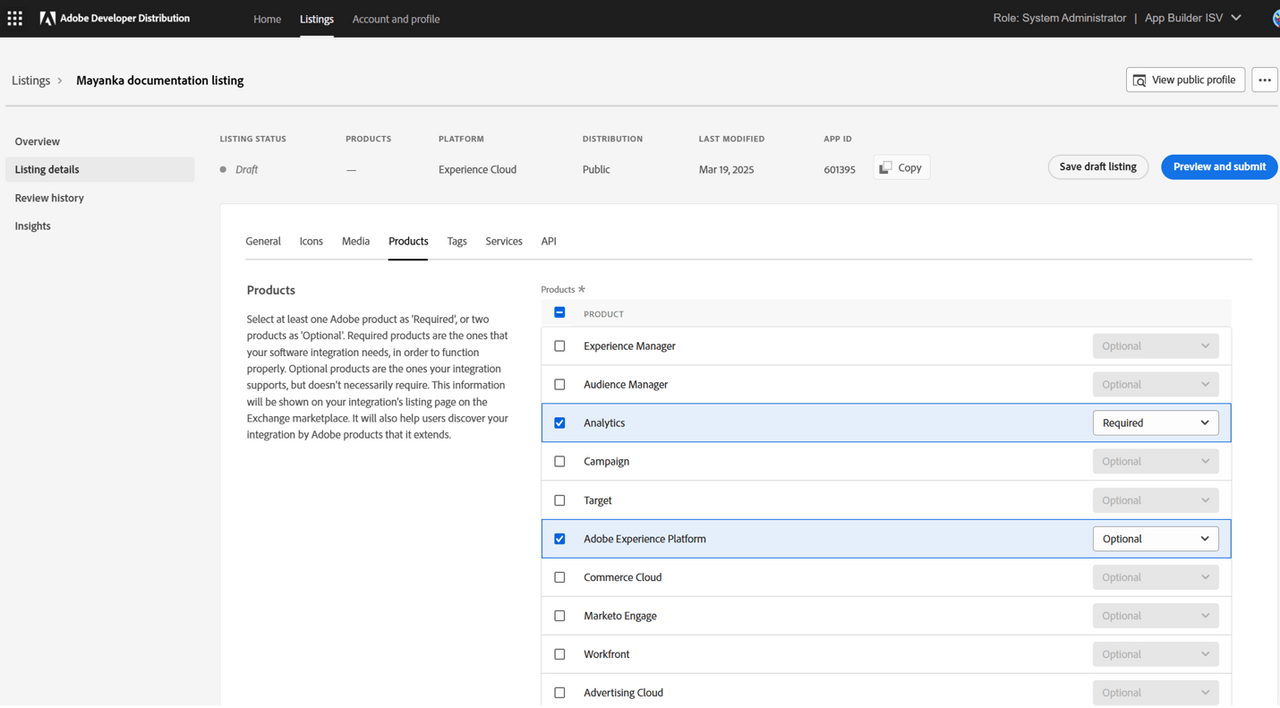 Adobe Developer Distribution
Home Listings Account and profile
Role: System Administrator | App Builder ISV
Listings > Mayanka documentation listing
View public profile
Overview
Listing details
Review history
Insights
LISTING STATUS PRODUCTS PLATFORM DISTRIBUTION LAST MODIFIED APP ID
Draft — Experience Cloud Public Mar 19, 2025 601395 Copy
Save draft listing Preview and submit
General Icons Media Products Tags Services API
Products
Select at least one Adobe product as 'Required', or two
products as 'Optional'. Required products are the ones that
your software integration needs, in order to function
properly. Optional products are the ones your integration
supports, but doesn't necessarily require. This information
will be shown on your integration's listing page on the
Exchange marketplace. It will also help users discover your
integration by Adobe products that it extends.
Products *
PRODUCT
Experience Manager Optional
Audience Manager Optional
Analytics Required
Campaign Optional
Target Optional
Adobe Experience Platform Optional
Commerce Cloud Optional
Marketo Engage Optional
Workfront Optional
Advertising Cloud Optional